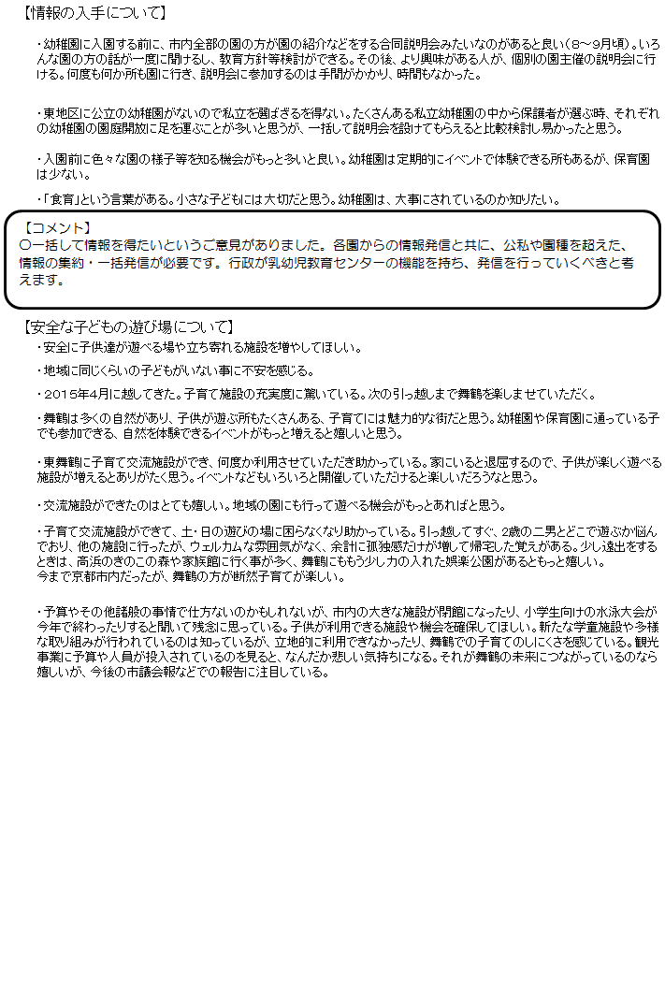 【情報の入手について】
・幼稚園に入園する前に、市内全部の園の方が園の紹介などをする合同説明会みたいなのがあると良い（８～９月頃）。いろ
んな園の方の話が一度に聞けるし、教育方針等検討ができる。その後、より興味がある人が、個別の園主催の説明会に行
ける。何度も何か所も園に行き、説明会に参加するのは手間がかかり、時間もなかった。
・東地区に公立の幼稚園がないので私立を選ばざるを得ない。たくさんある私立幼稚園の中から保護者が選ぶ時、それぞれ
の幼稚園の園庭開放に足を運ぶことが多いと思うが、一括して説明会を設けてもらえると比較検討し易かったと思う。
・入園前に色々な園の様子等を知る機会がもっと多いと良い。幼稚園は定期的にイベントで体験できる所もあるが、保育園
は少ない。
・「食育」という言葉がある。小さな子どもには大切だと思う。幼稚園は、大事にされているのか知りたい。
【コメント】
〇一括して情報を得たいというご意見がありました。各園からの情報発信と共に、公私や園種を超えた、
情報の集約・一括発信が必要です。行政が乳幼児教育センターの機能を持ち、発信を行っていくべきと考
えます。
【安全な子どもの遊び場について】
・安全に子供達が遊べる場や立ち寄れる施設を増やしてほしい。
・地域に同じくらいの子どもがいない事に不安を感じる。
・２０１５年４月に越してきた。子育て施設の充実度に驚いている。次の引っ越しまで舞鶴を楽しませていただく。
・舞鶴は多くの自然があり、子供が遊ぶ所もたくさんある、子育てには魅力的な街だと思う。幼稚園や保育園に通っている子
でも参加できる、自然を体験できるイベントがもっと増えると嬉しいと思う。
・東舞鶴に子育て交流施設ができ、何度か利用させていただき助かっている。家にいると退屈するので、子供が楽しく遊べる
施設が増えるとありがたく思う。イベントなどもいろいろと開催していただけると楽しいだろうなと思う。
・交流施設ができたのはとても嬉しい。地域の園にも行って遊べる機会がもっとあればと思う。
・子育て交流施設ができて、土・日の遊びの場に困らなくなり助かっている。引っ越してすぐ、２歳の二男とどこで遊ぶか悩ん
でおり、他の施設に行ったが、ウェルカムな雰囲気がなく、余計に孤独感だけが増して帰宅した覚えがある。少し遠出をする
ときは、高浜のきのこの森や家族館に行く事が多く、舞鶴にももう少し力の入れた娯楽公園があるともっと嬉しい。
今まで京都市内だったが、舞鶴の方が断然子育てが楽しい。
・予算やその他諸般の事情で仕方ないのかもしれないが、市内の大きな施設が閉館になったり、小学生向けの水泳大会が
今年で終わったりすると聞いて残念に思っている。子供が利用できる施設や機会を確保してほしい。新たな学童施設や多様
な取り組みが行われているのは知っているが、立地的に利用できなかったり、舞鶴での子育てのしにくさを感じている。観光
事業に予算や人員が投入されているのを見ると、なんだか悲しい気持ちになる。それが舞鶴の未来につながっているのなら
嬉しいが、今後の市議会報などでの報告に注目している。